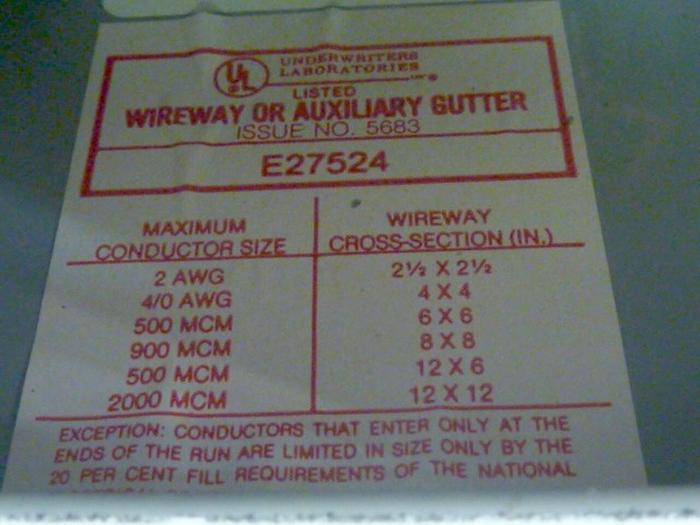 UL ® UNDERWRITERS
LABORATORIES INC. ®
LISTED
WIREWAY OR AUXILIARY GUTTER
ISSUE NO. 5683
E27524
MAXIMUM CONDUCTOR SIZE WIREWAY CROSS-SECTION (IN.)
2 AWG 2½ X 2½
4/0 AWG 4 X 4
500 MCM 6 X 6
900 MCM 8 X 8
500 MCM 12 X 6
2000 MCM 12 X 12
EXCEPTION: CONDUCTORS THAT ENTER ONLY AT THE
ENDS OF THE RUN ARE LIMITED IN SIZE ONLY BY THE
20 PER CENT FILL REQUIREMENTS OF THE NATIONAL